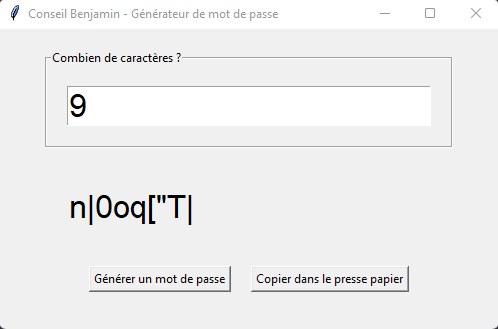 Conseil Benjamin - Générateur de mot de passe
Combien de caractères ?
9
n|0oq["T|
Générer un mot de passe
Copier dans le presse papier